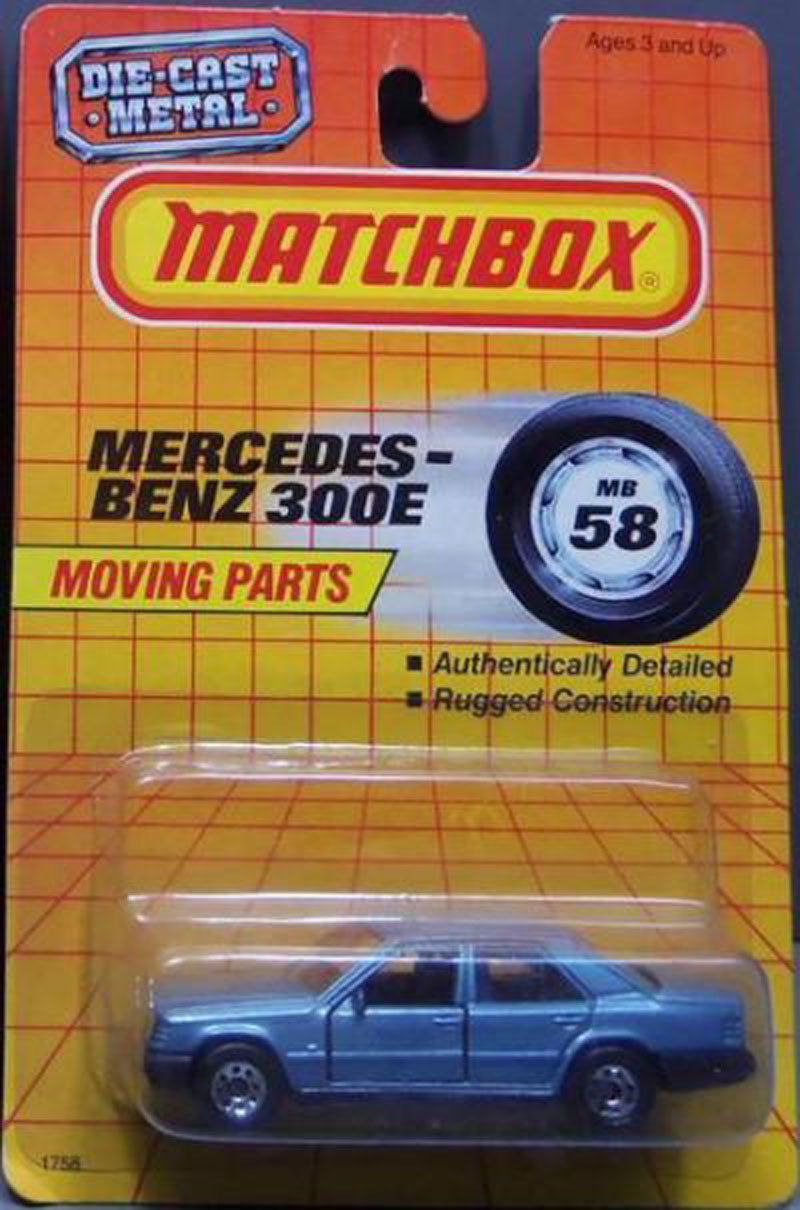 Ages 3 and Up
DIE-CAST
METAL
MATCHBOX®
MERCEDES-
BENZ 300E
MB
58
MOVING PARTS
■ Authentically Detailed
■ Rugged Construction